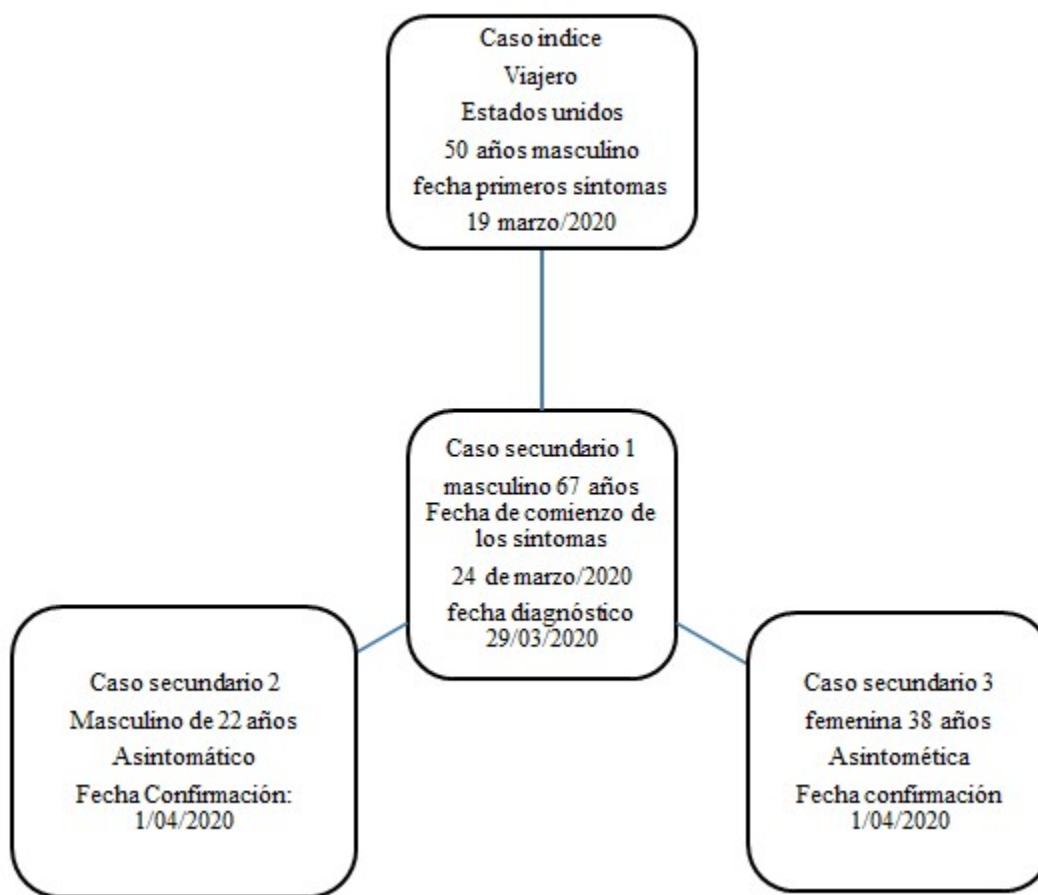 Caso indice
Viajero
Estados unidos
50 años masculino
fecha primeros síntomas
19 marzo/2020
Caso secundario 1
masculino 67 años
Fecha de comienzo de
los síntomas
24 de marzo/2020
fecha diagnóstico
29/03/2020
Caso secundario 2
Masculino de 22 años
Asintomático
Fecha Confirmación:
1/04/2020
Caso secundario 3
femenina 38 años
Asintomética
Fecha confirmación
1/04/2020